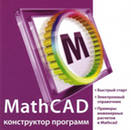 M
MathCAD
конструктор программ
• Быстрый старт
• Электронный
справочник
• Примеры
инженерных
расчетов
в Mathcad